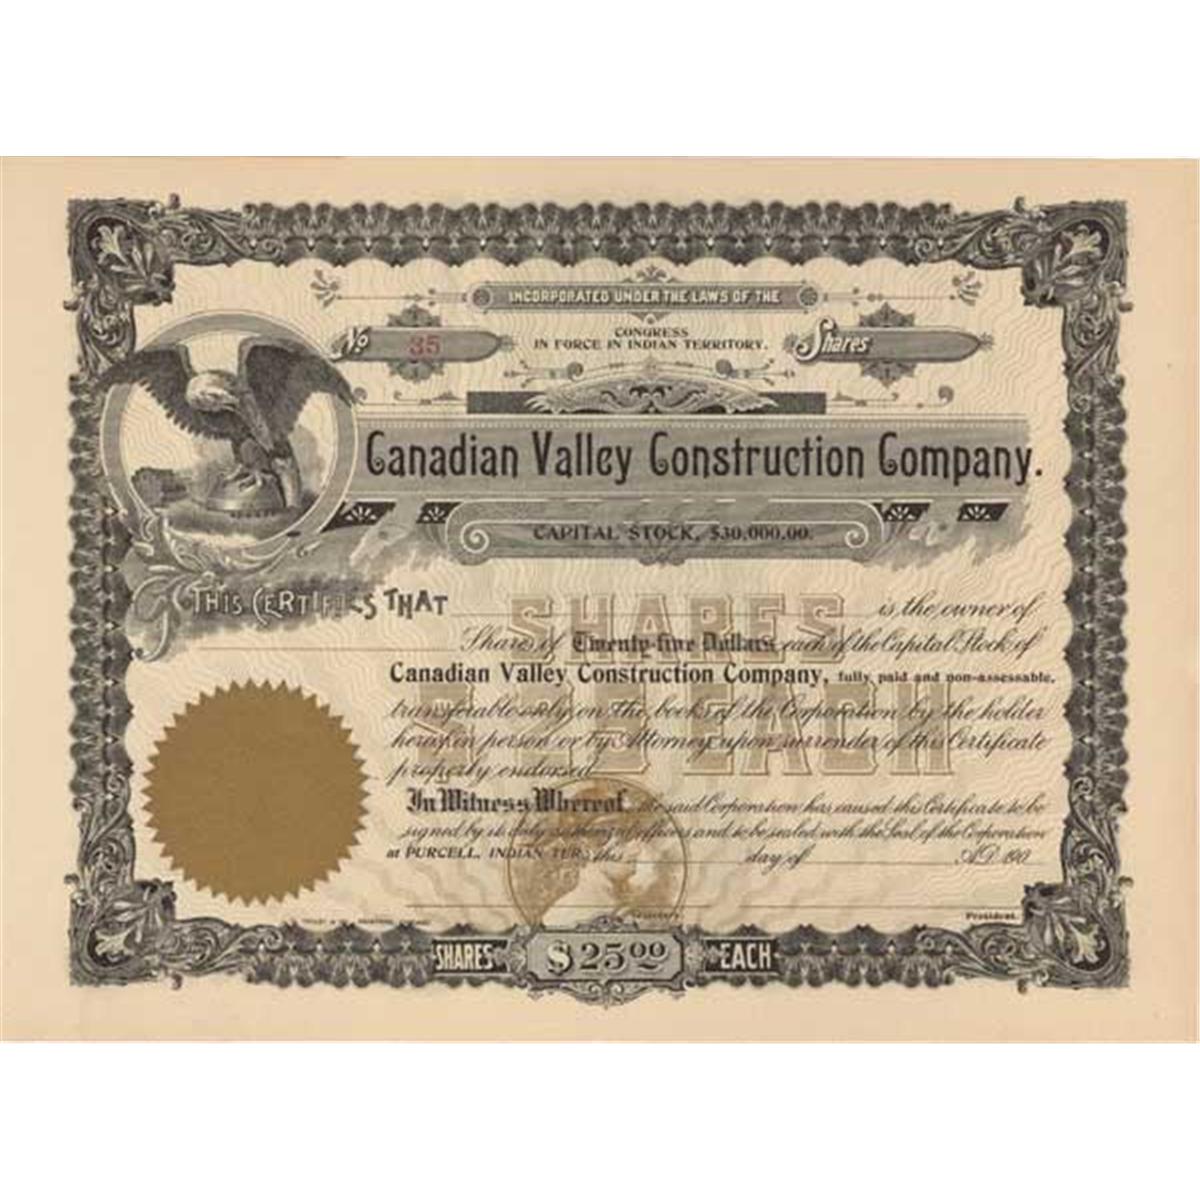 INCORPORATED UNDER THE LAWS OF THE
CONGRESS
IN FORCE IN INDIAN TERRITORY.
No 35
Shares
Canadian Valley Construction Company.
CAPITAL STOCK, $30,000.00.
THIS CERTIFIES THAT is the owner of
Shares of Twenty-five Dollars each of the Capital Stock of
Canadian Valley Construction Company, fully paid and non-assessable,
transferable only on the books of the Corporation by the holder
hereof in person or by Attorney upon surrender of this Certificate
properly endorsed.
SHARES
$25 EACH
In Witness Whereof, the said Corporation has caused this Certificate to be
signed by its duly authorized officers and to be sealed with the Seal of the Corporation
at PURCELL, INDIAN TER., this day of A.D. 190
Secretary. President.
SHARES $25.00 EACH